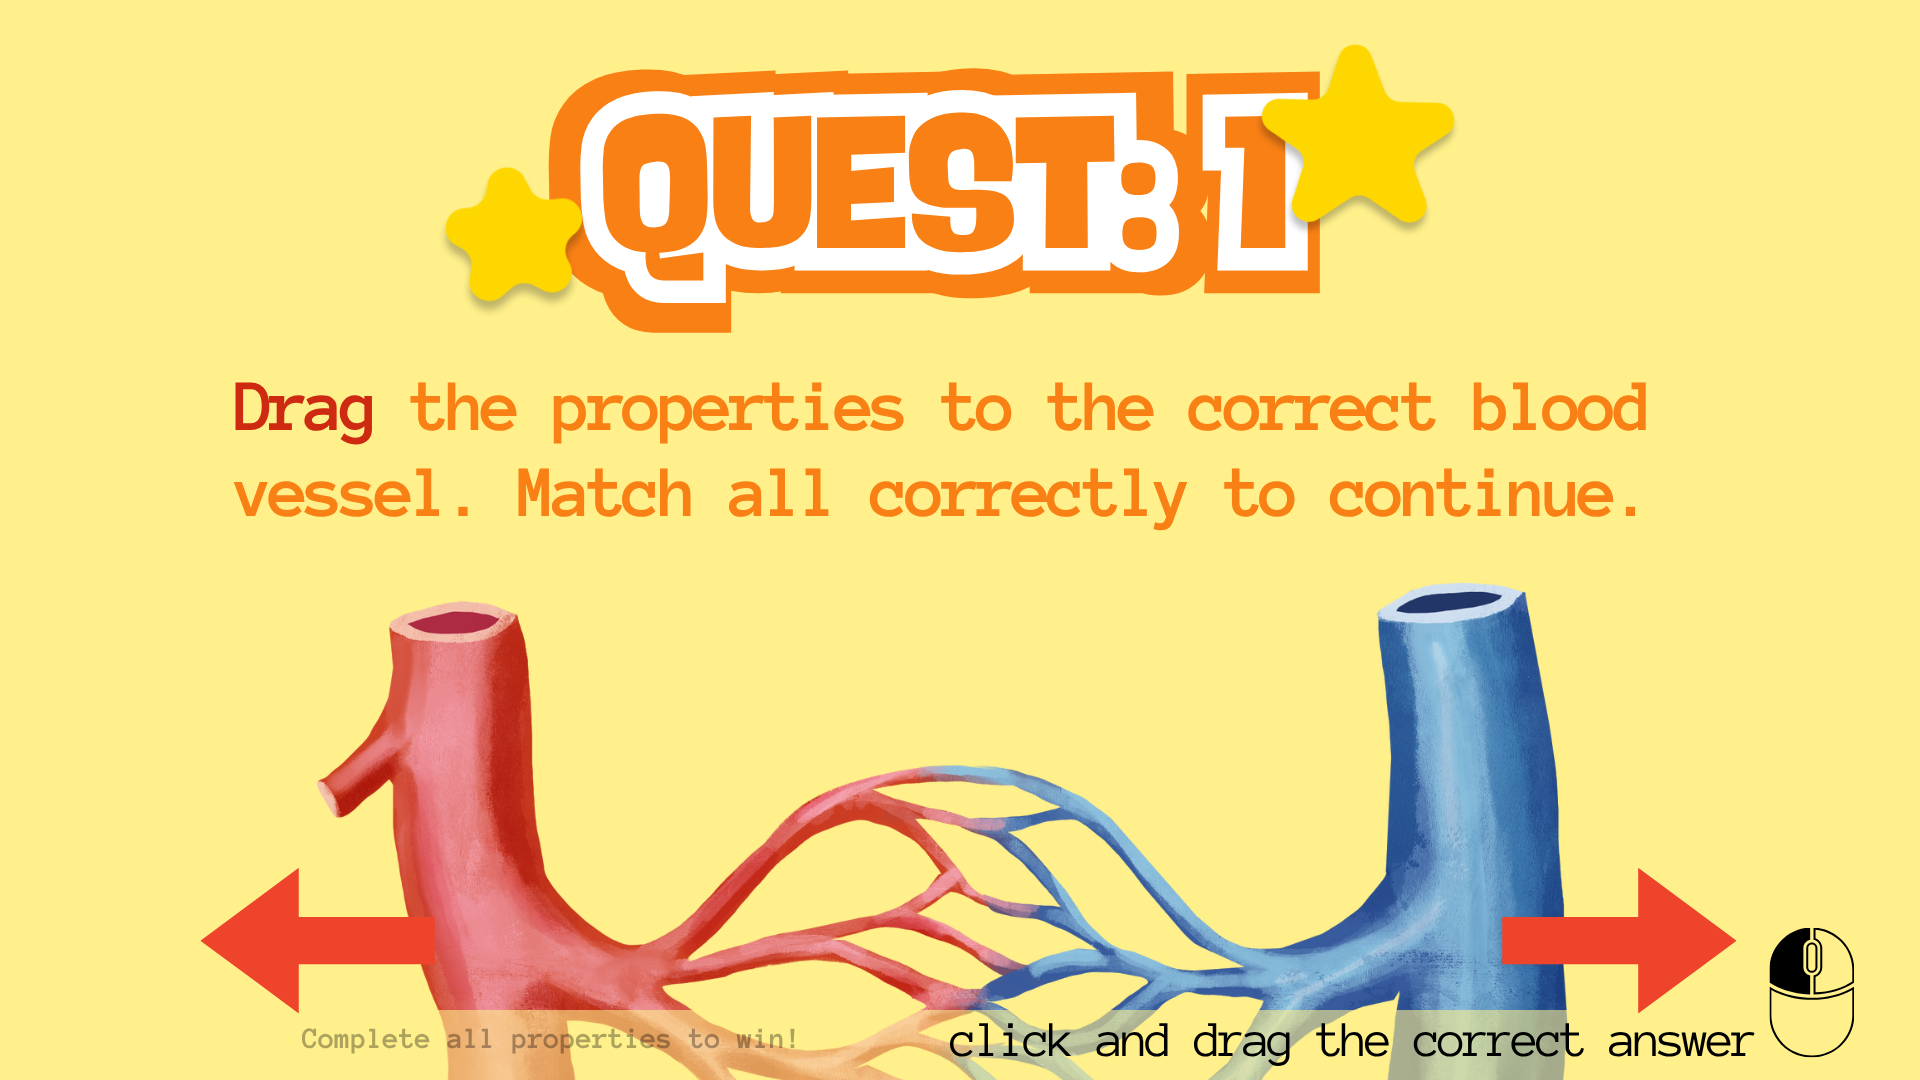 QUEST: 1
Drag the properties to the correct blood
vessel. Match all correctly to continue.
Complete all properties to win!
click and drag the correct answer